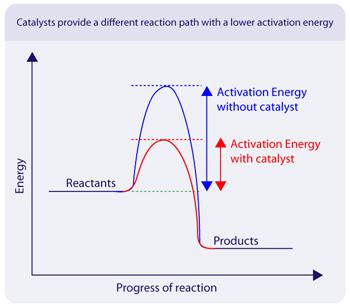 Catalysts provide a different reaction path with a lower activation energy
Activation Energy
without catalyst
Activation Energy
with catalyst
Reactants
Energy
Products
Progress of reaction